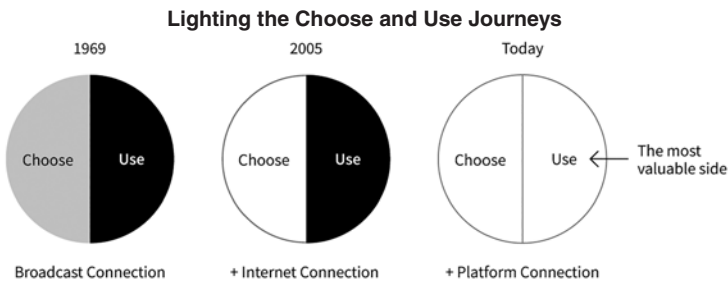 Lighting the Choose and Use Journeys
1969
2005
Today
Choose
Use
Choose
Use
Choose
Use
The most
valuable side
Broadcast Connection
+ Internet Connection
+ Platform Connection